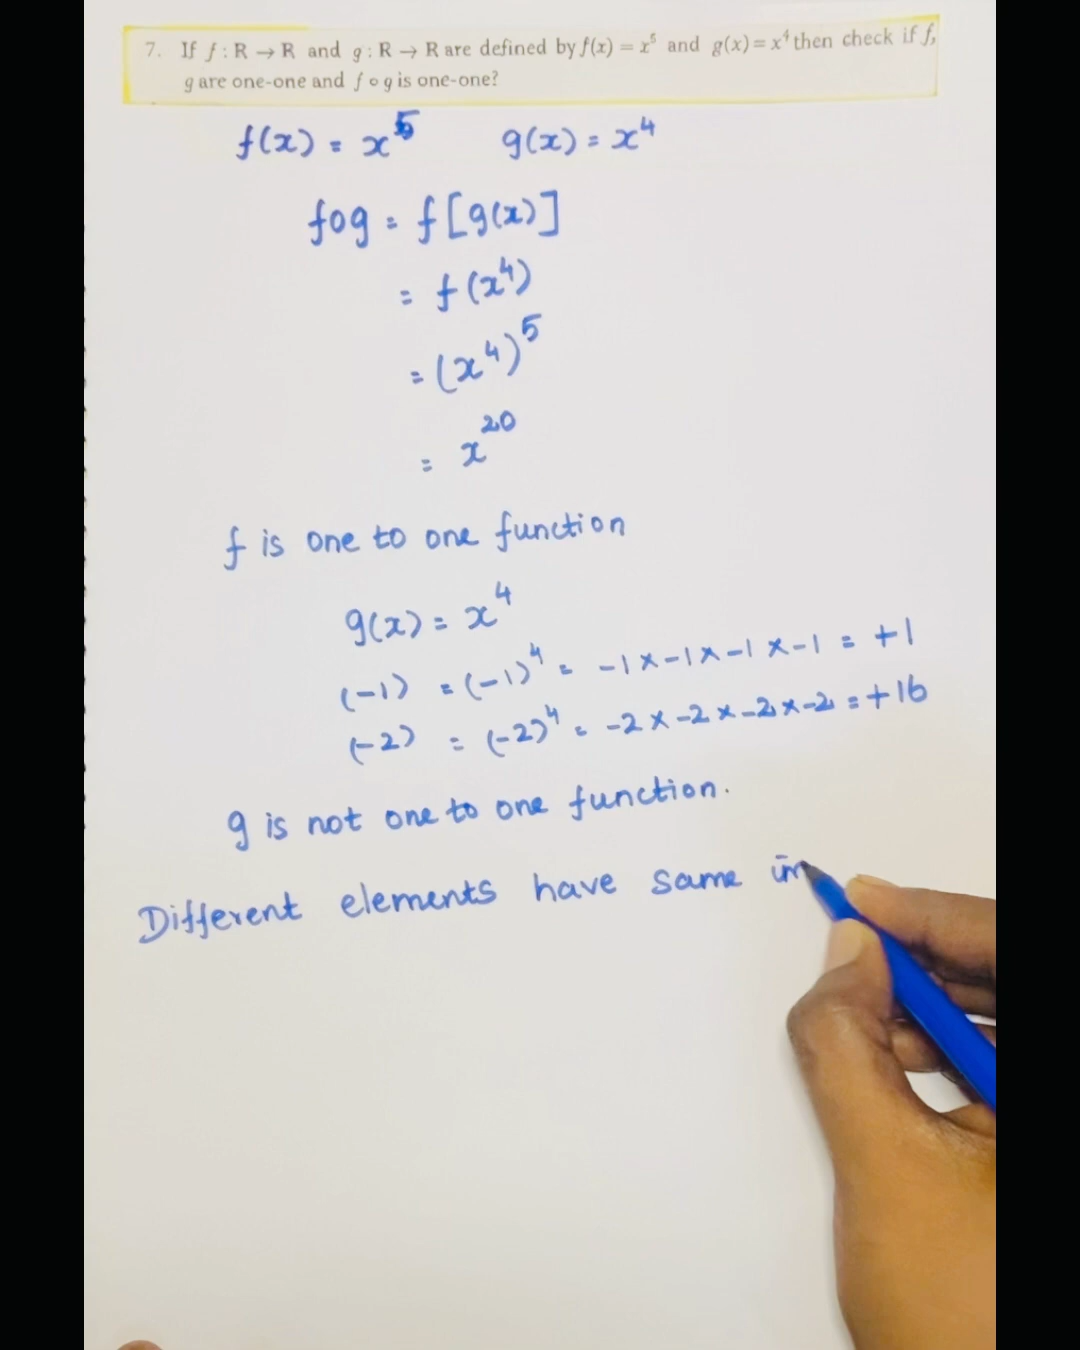 7. If f : R → R and g : R → R are defined by f(x) = x⁵ and g(x) = x⁴ then check if f,
g are one-one and f ∘ g is one-one?
f(x) = x⁵ g(x) = x⁴
fog = f[g(x)]
= f(x⁴)
= (x⁴)⁵
= x²⁰
f is one to one function
g(x) = x⁴
(-1) = (-1)⁴ = -1 x -1 x -1 x -1 = +1
(-2) = (-2)⁴ = -2 x -2 x -2 x -2 = +16
g is not one to one function.
Different elements have same im